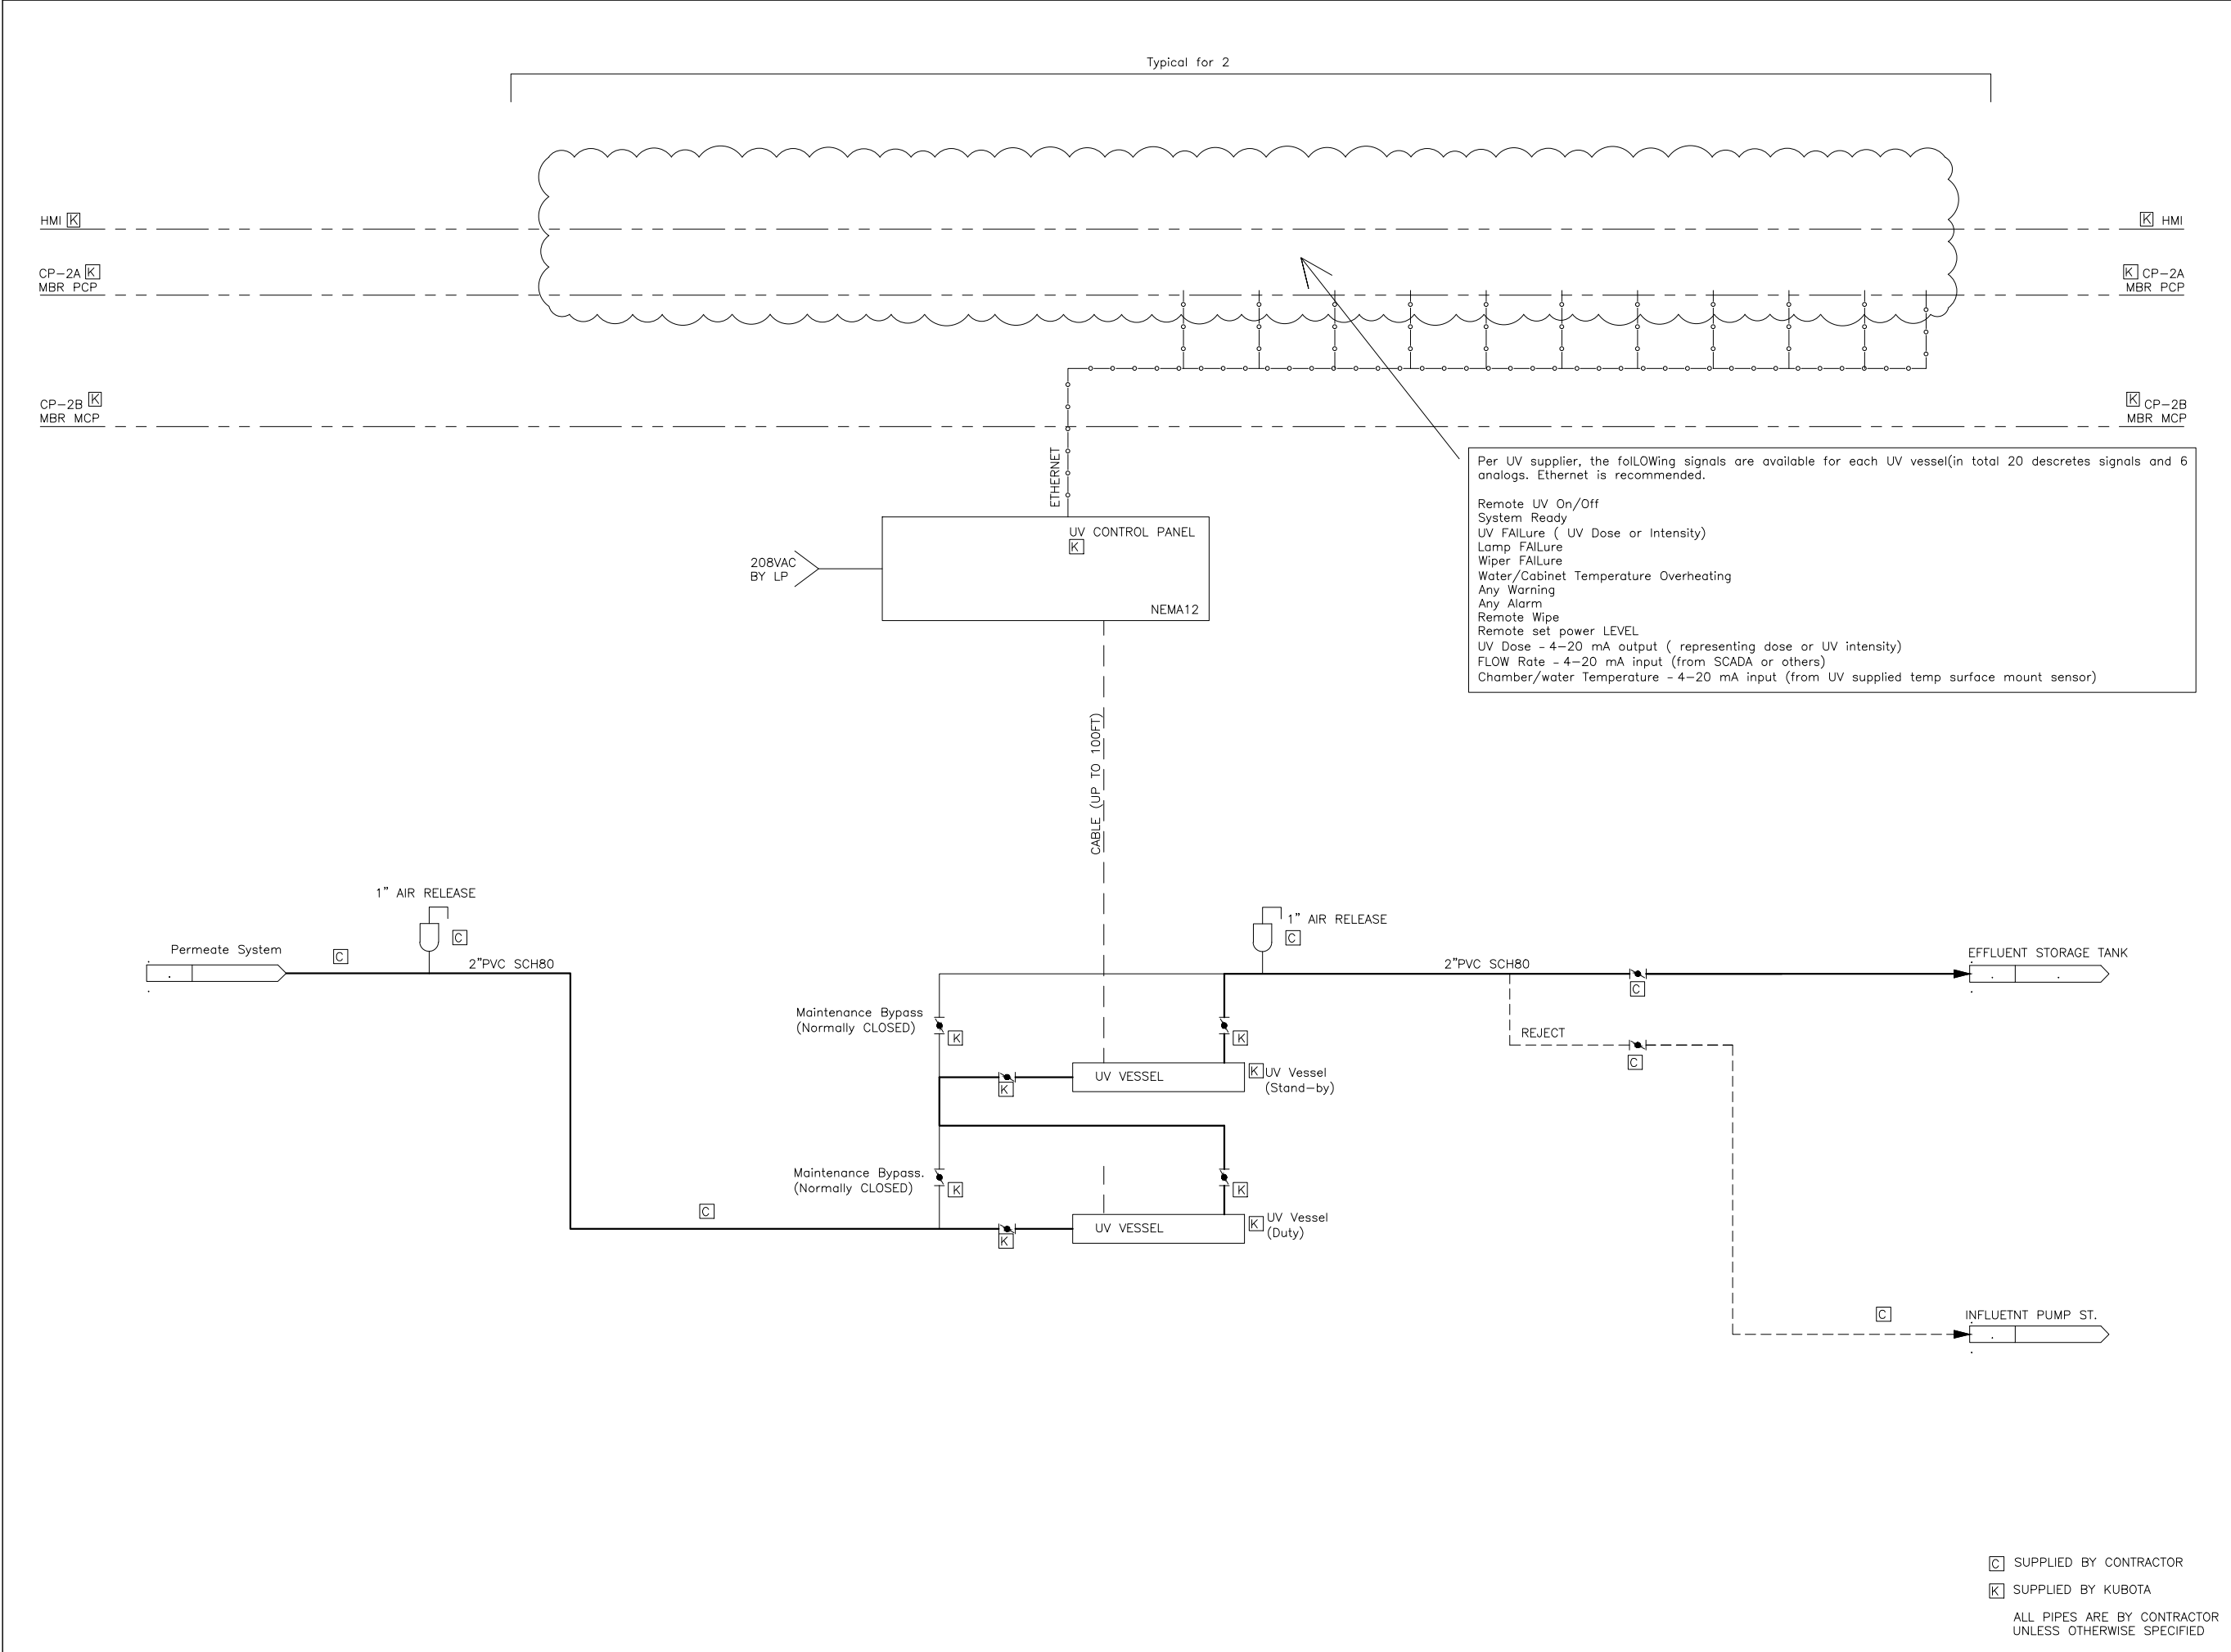 Typical for 2
HMI K
K HMI
CP-2A K
MBR PCP
K CP-2A
MBR PCP
CP-2B K
MBR MCP
K CP-2B
MBR MCP
ETHERNET
Per UV supplier, the folLOWing signals are available for each UV vessel(in total 20 descretes signals and 6
analogs. Ethernet is recommended.
Remote UV On/Off
System Ready
UV FAILure ( UV Dose or Intensity)
Lamp FAILure
Wiper FAILure
Water/Cabinet Temperature Overheating
Any Warning
Any Alarm
Remote Wipe
Remote set power LEVEL
UV Dose - 4-20 mA output ( representing dose or UV intensity)
FLOW Rate - 4-20 mA input (from SCADA or others)
Chamber/water Temperature - 4-20 mA input (from UV supplied temp surface mount sensor)
UV CONTROL PANEL
K
NEMA12
208VAC
BY LP
CABLE (UP TO 100FT)
1" AIR RELEASE
C
Permeate System
C
2"PVC SCH80
1" AIR RELEASE
C
2"PVC SCH80
C
EFFLUENT STORAGE TANK
Maintenance Bypass
(Normally CLOSED)
K
K
REJECT
C
K
UV VESSEL
K UV Vessel
(Stand-by)
Maintenance Bypass.
(Normally CLOSED)
K
K
C
K
UV VESSEL
K UV Vessel
(Duty)
C
INFLUETNT PUMP ST.
C SUPPLIED BY CONTRACTOR
K SUPPLIED BY KUBOTA
ALL PIPES ARE BY CONTRACTOR
UNLESS OTHERWISE SPECIFIED